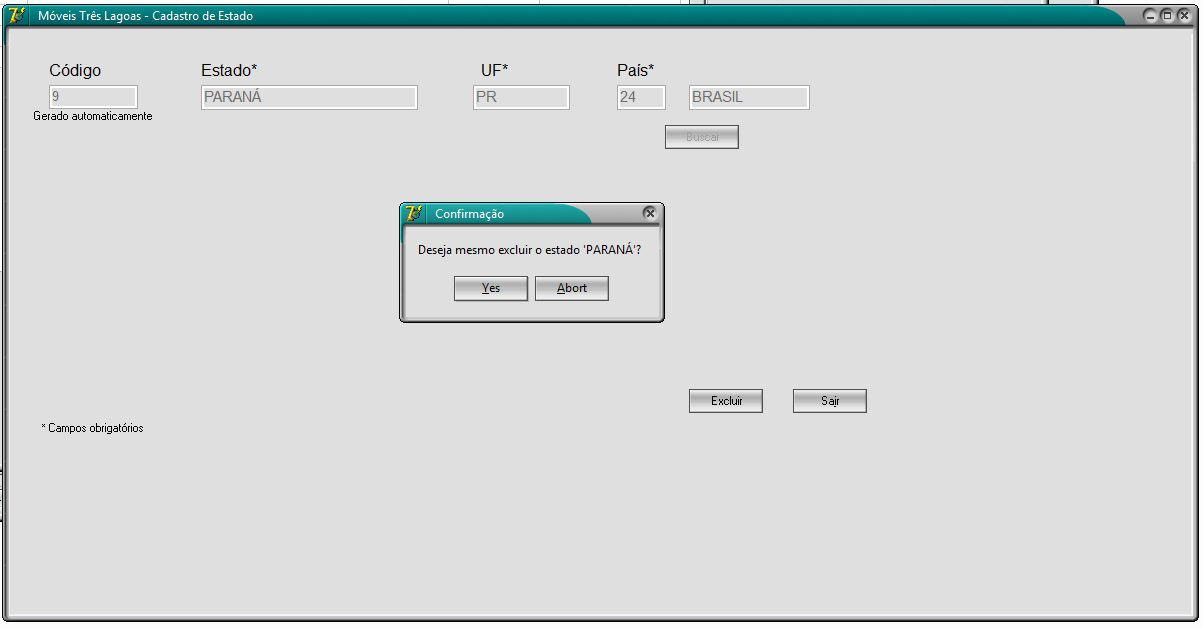 Móveis Três Lagoas - Cadastro de Estado
Código Estado* UF* País*
9 PARANÁ PR 24 BRASIL
Gerado automaticamente
Buscar
Confirmação
Deseja mesmo excluir o estado 'PARANÁ'?
Yes Abort
Excluir Sair
* Campos obrigatórios